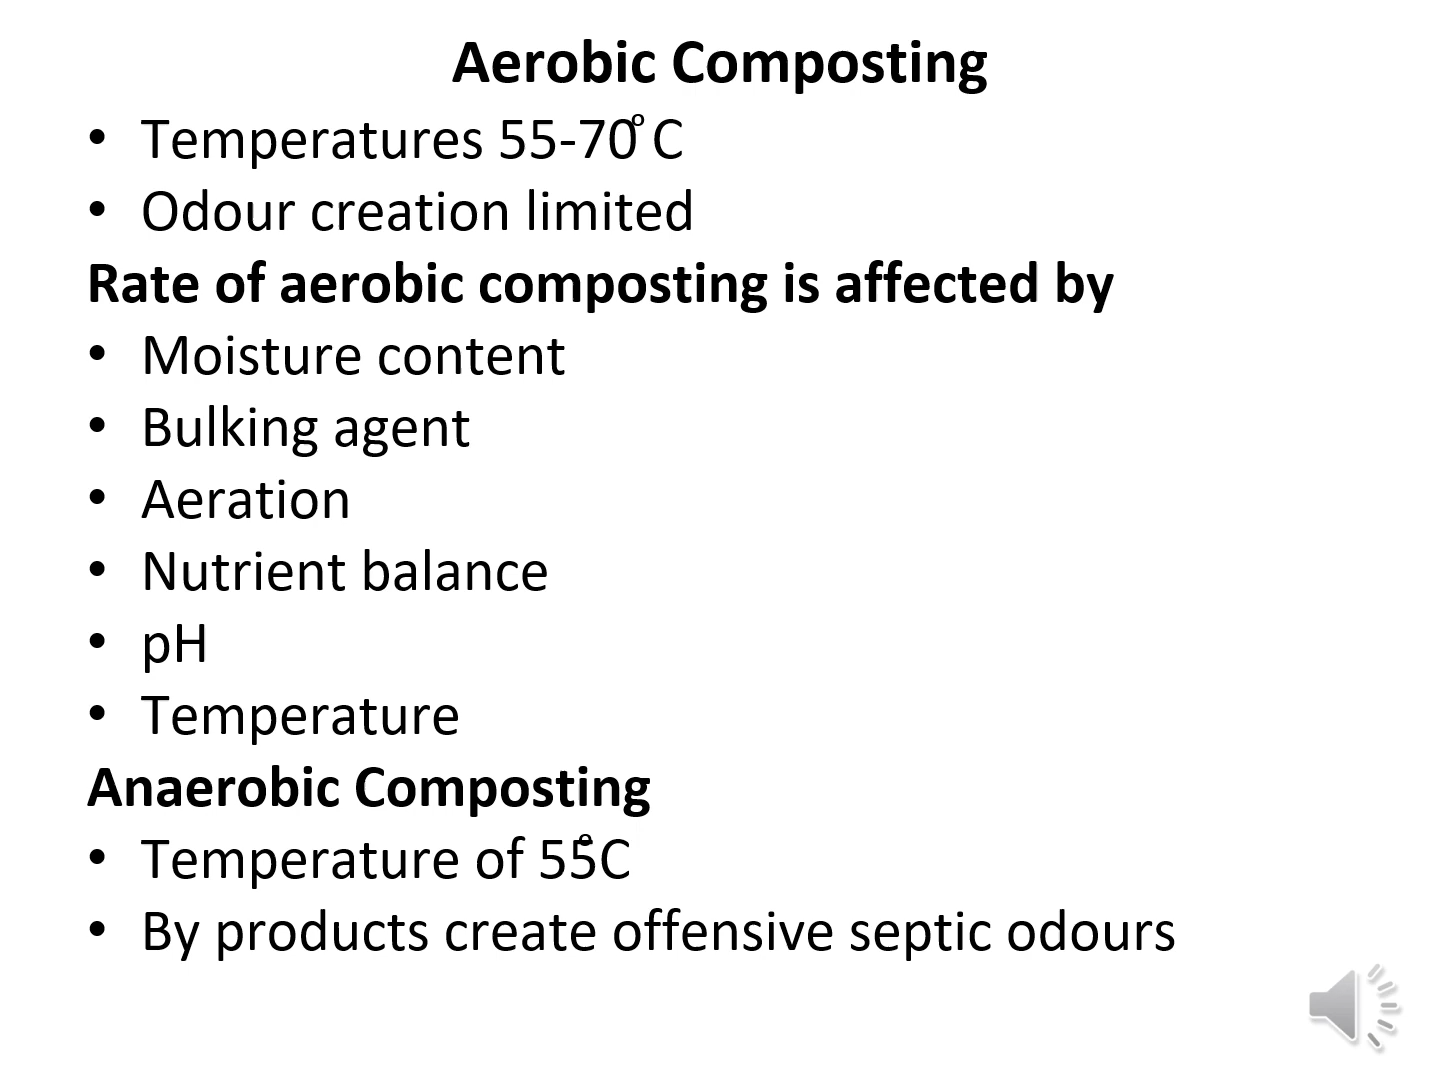 Aerobic Composting
• Temperatures 55-70° C
• Odour creation limited
Rate of aerobic composting is affected by
• Moisture content
• Bulking agent
• Aeration
• Nutrient balance
• pH
• Temperature
Anaerobic Composting
• Temperature of 55°C
• By products create offensive septic odours